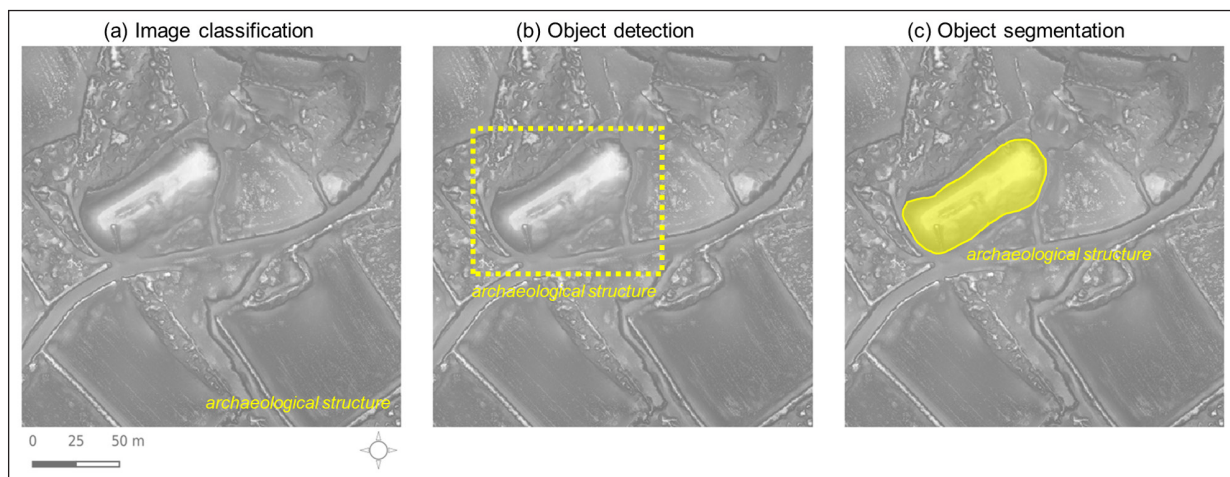 (a) Image classification
(b) Object detection
(c) Object segmentation
archaeological structure
archaeological structure
archaeological structure
0 25 50 m